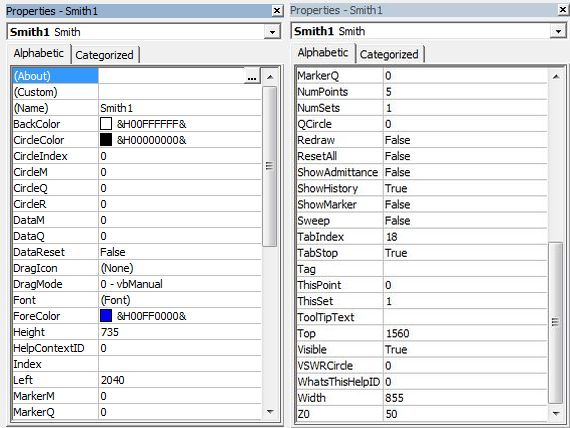 Properties - Smith1
Smith1 Smith
Alphabetic Categorized
(About) ...
(Custom)
(Name) Smith1
BackColor &H00FFFFFF&
CircleColor &H00000000&
CircleIndex 0
CircleM 0
CircleQ 0
CircleR 0
DataM 0
DataQ 0
DataReset False
DragIcon (None)
DragMode 0 - vbManual
Font (Font)
ForeColor &H00FF0000&
Height 735
HelpContextID 0
Index
Left 2040
MarkerM 0
MarkerQ 0
Properties - Smith1
Smith1 Smith
Alphabetic Categorized
MarkerQ 0
NumPoints 5
NumSets 1
QCircle 0
Redraw False
ResetAll False
ShowAdmittance False
ShowHistory True
ShowMarker False
Sweep False
TabIndex 18
TabStop True
Tag
ThisPoint 0
ThisSet 1
ToolTipText
Top 1560
Visible True
VSWRCircle 0
WhatsThisHelpID 0
Width 855
Z0 50